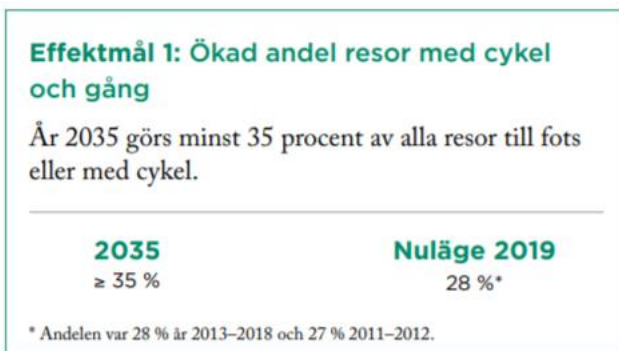 Effektmål 1: Ökad andel resor med cykel
och gång
År 2035 görs minst 35 procent av alla resor till fots
eller med cykel.
2035 Nuläge 2019
≥ 35 % 28 %*
* Andelen var 28 % år 2013–2018 och 27 % 2011–2012.